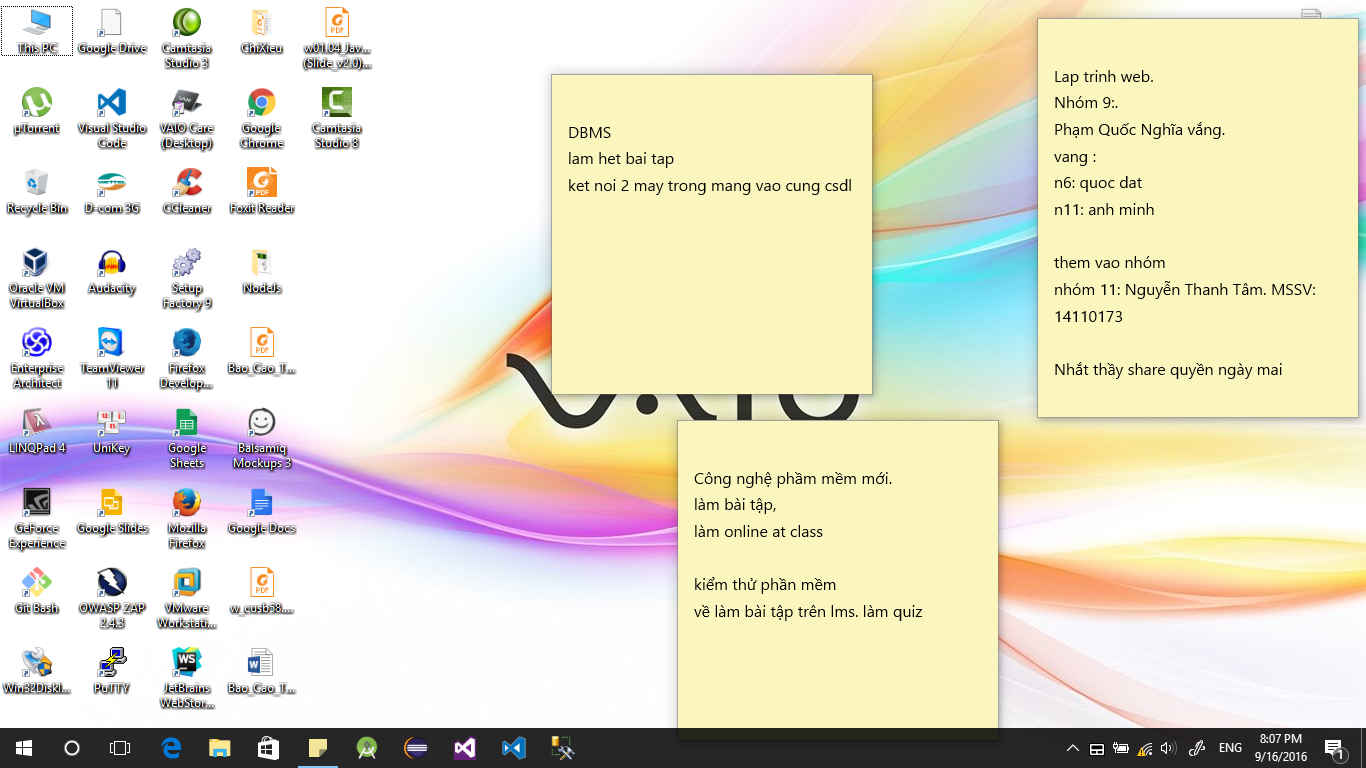 This PC
Google Drive
Camtasia
Studio 3
ChiXieu
w01.04_Jav...
(Slide_v2.0)...
µTorrent
Visual Studio
Code
VAIO Care
(Desktop)
Google
Chrome
Camtasia
Studio 8
Recycle Bin
D-com 3G
CCleaner
Foxit Reader
Oracle VM
VirtualBox
Audacity
Setup
Factory 9
NodeJs
Enterprise
Architect
TeamViewer
11
Firefox
Develop...
Bao_Cao_T...
LINQPad 4
UniKey
Google
Sheets
Balsamiq
Mockups 3
GeForce
Experience
Google Slides
Mozilla
Firefox
Google Docs
Git Bash
OWASP ZAP
2.4.3
VMware
Workstati...
w_cusb58....
Win32DiskI...
PuTTY
JetBrains
WebStor...
Bao_Cao_T...
DBMS
lam het bai tap
ket noi 2 may trong mang vao cung csdl
Lap trinh web.
Nhóm 9:.
Phạm Quốc Nghĩa vắng.
vang :
n6: quoc dat
n11: anh minh
them vao nhóm
nhóm 11: Nguyễn Thanh Tâm. MSSV:
14110173
Nhắt thầy share quyền ngày mai
Công nghệ phầm mềm mới.
làm bài tập,
làm online at class
kiểm thử phần mềm
về làm bài tập trên lms. làm quiz
ENG
8:07 PM
9/16/2016
1